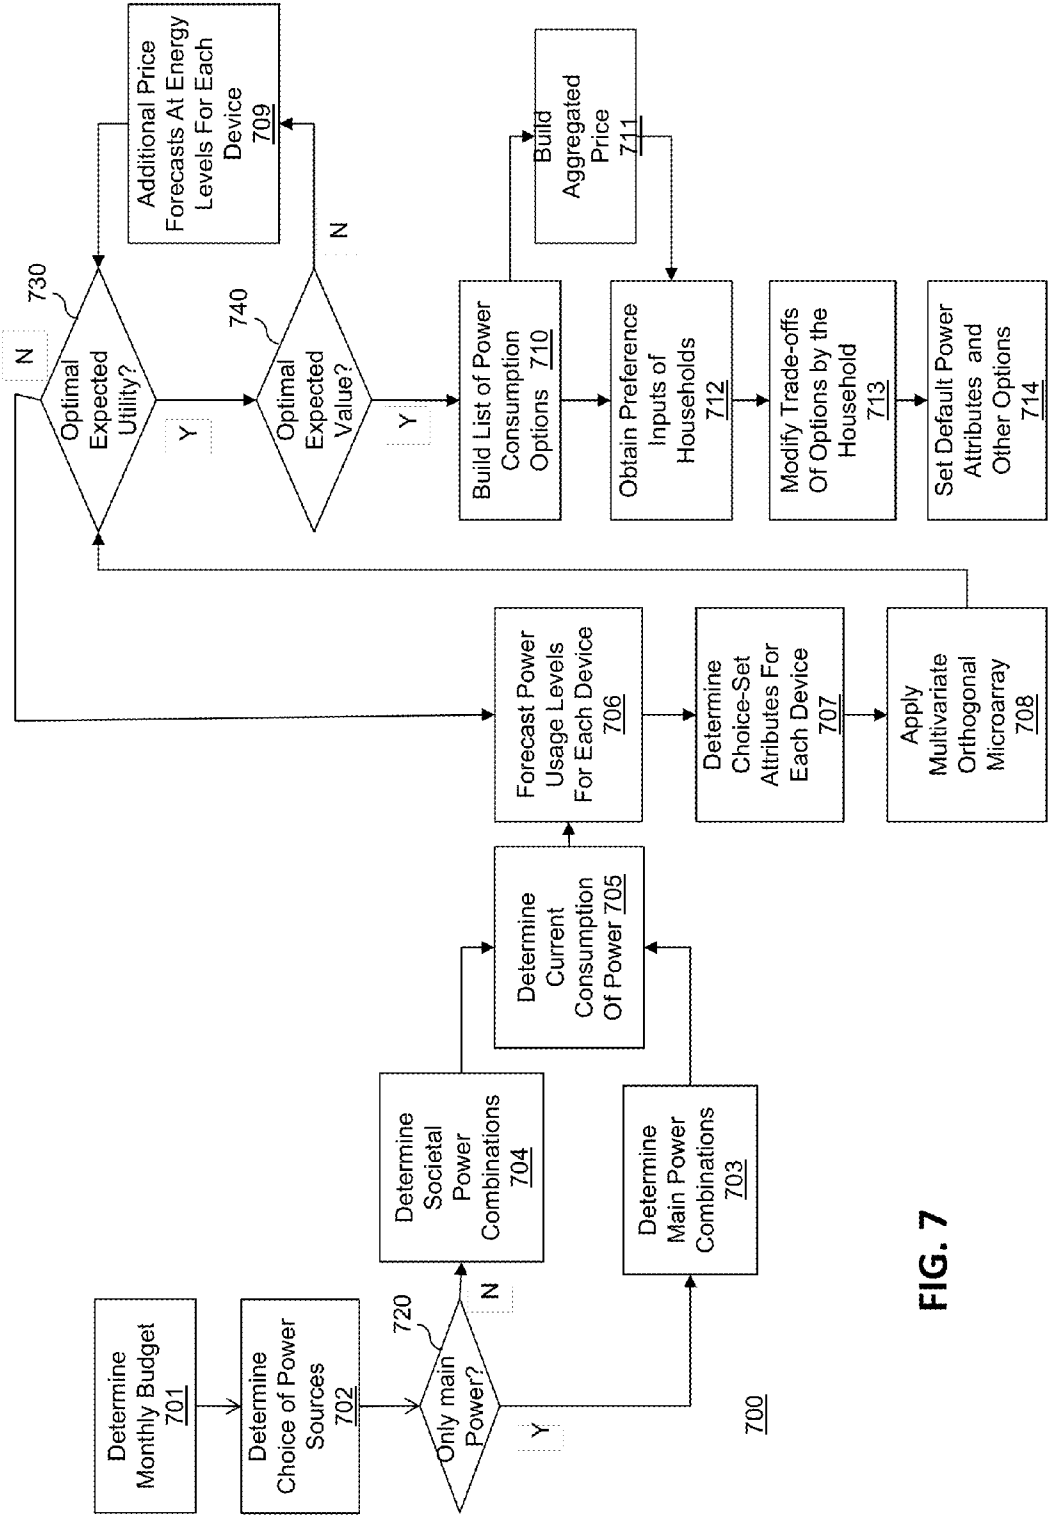 Determine
Monthly Budget
701
Determine
Choice of Power
Sources
702
720
Only main
Power?
N
Y
Determine
Societal
Power
Combinations
704
Determine
Main Power
Combinations
703
Determine
Current
Consumption
Of Power 705
Forecast Power
Usage Levels
For Each Device
706
Determine
Choice-Set
Attributes For
Each Device
707
Apply
Multivariate
Orthogonal
Microarray
708
730
Optimal
Expected
Utility?
N
Y
Additional Price
Forecasts At Energy
Levels For Each
Device
709
740
Optimal
Expected
Value?
N
Y
Build List of Power
Consumption
Options 710
Build
Aggregated
Price
711
Obtain Preference
Inputs of
Households
712
Modify Trade-offs
Of Options by the
Household
713
Set Default Power
Attributes and
Other Options
714
700
FIG. 7